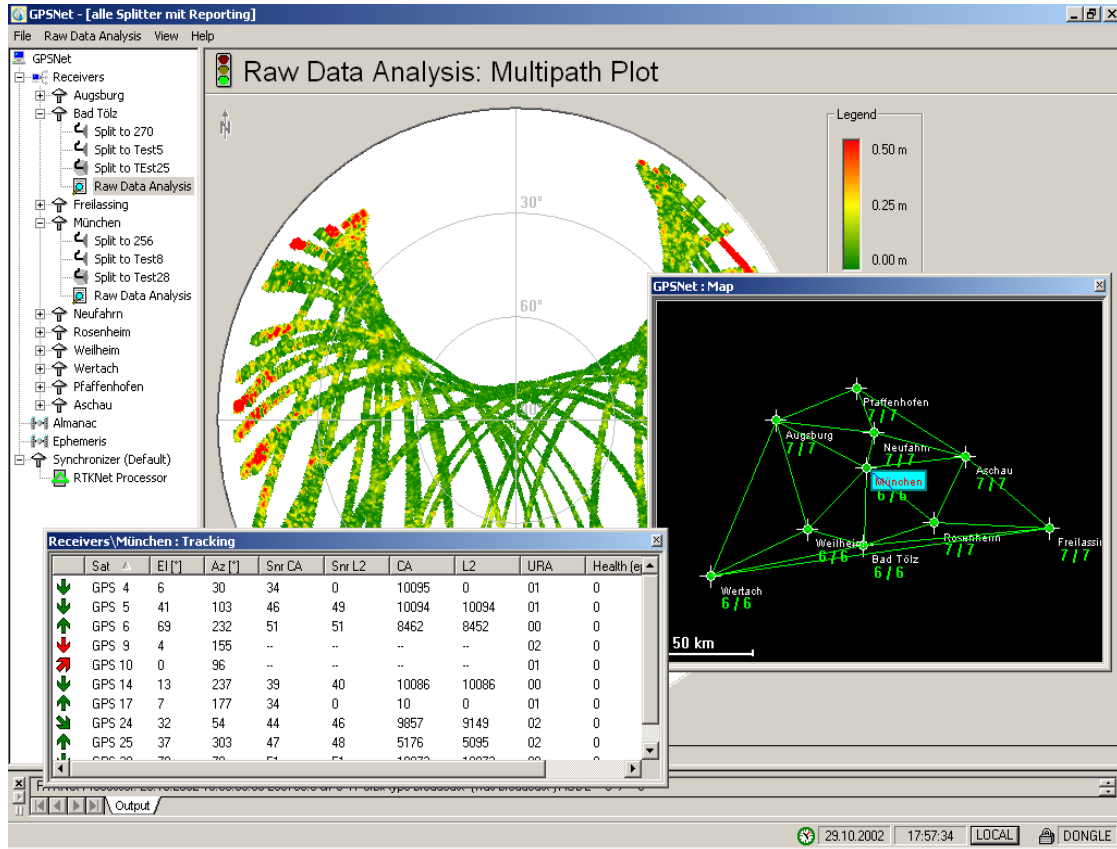 GPSNet - [alle Splitter mit Reporting]
File Raw Data Analysis View Help
GPSNet
Receivers
Augsburg
Bad Tölz
Split to 270
Split to Test5
Split to TEst25
Raw Data Analysis
Freilassing
München
Split to 256
Split to Test8
Split to Test28
Raw Data Analysis
Neufahrn
Rosenheim
Weilheim
Wertach
Pfaffenhofen
Aschau
Almanac
Ephemeris
Synchronizer (Default)
RTKNet Processor
Raw Data Analysis: Multipath Plot
N
30°
60°
90°
Legend
0.50 m
0.25 m
0.00 m
GPSNet : Map
Pfaffenhofen
7/7
Augsburg
7/7
Neufahrn
7/7
Aschau
7/7
München
6/6
Weilheim
6/6
Bad Tölz
6/6
Rosenheim
7/7
Freilassin
7/7
Wertach
6/6
50 km
Receivers\München : Tracking
Sat El [°] Az [°] Snr CA Snr L2 CA L2 URA Health (ep
GPS 4 6 30 34 0 10095 0 01 0
GPS 5 41 103 46 49 10094 10094 01 0
GPS 6 69 232 51 51 8462 8452 00 0
GPS 9 4 155 -- -- -- -- 02 0
GPS 10 0 96 -- -- -- -- 01 0
GPS 14 13 237 39 40 10086 10086 00 0
GPS 17 7 177 34 0 10 0 01 0
GPS 24 32 54 44 46 9857 9149 02 0
GPS 25 37 303 47 48 5176 5095 02 0
Output
29.10.2002 17:57:34 LOCAL DONGLE